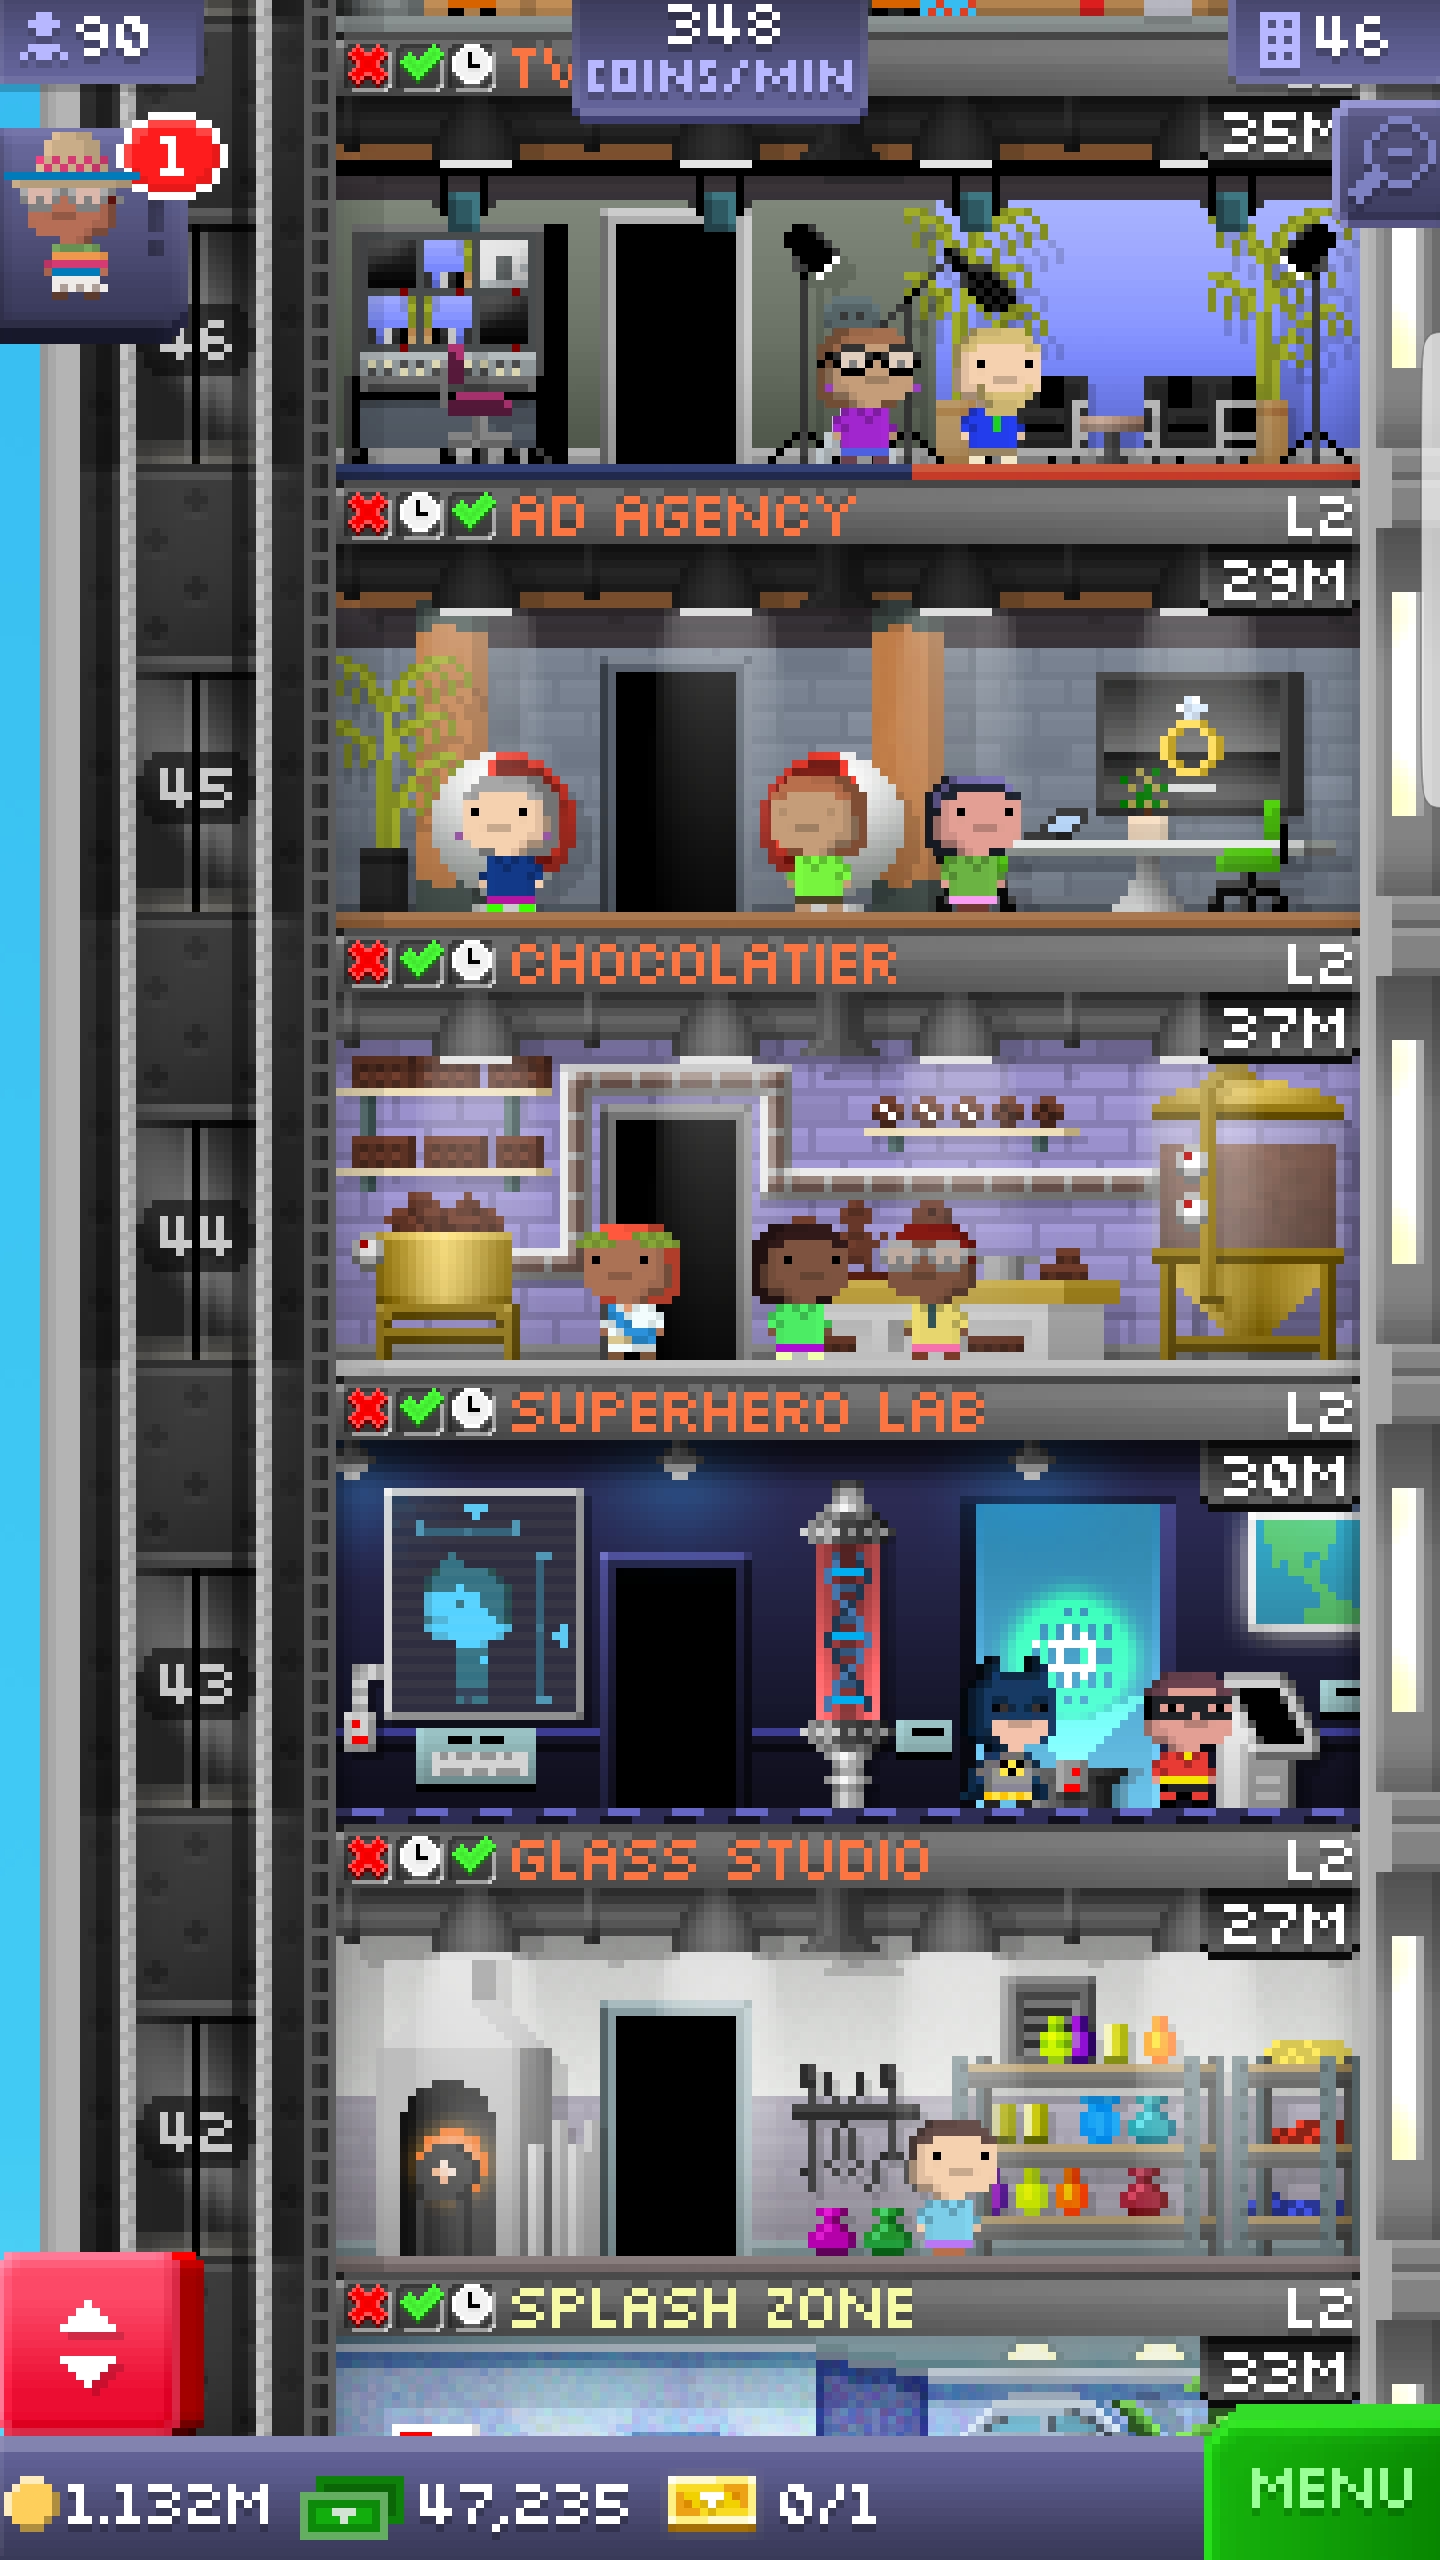 90
348
COINS/MIN
46
TV
35M
1
46
AD AGENCY L2
29M
45
CHOCOLATIER L2
37M
44
SUPERHERO LAB L2
30M
43
GLASS STUDIO L2
27M
42
SPLASH ZONE L2
33M
1.132M 47,235 0/1
MENU